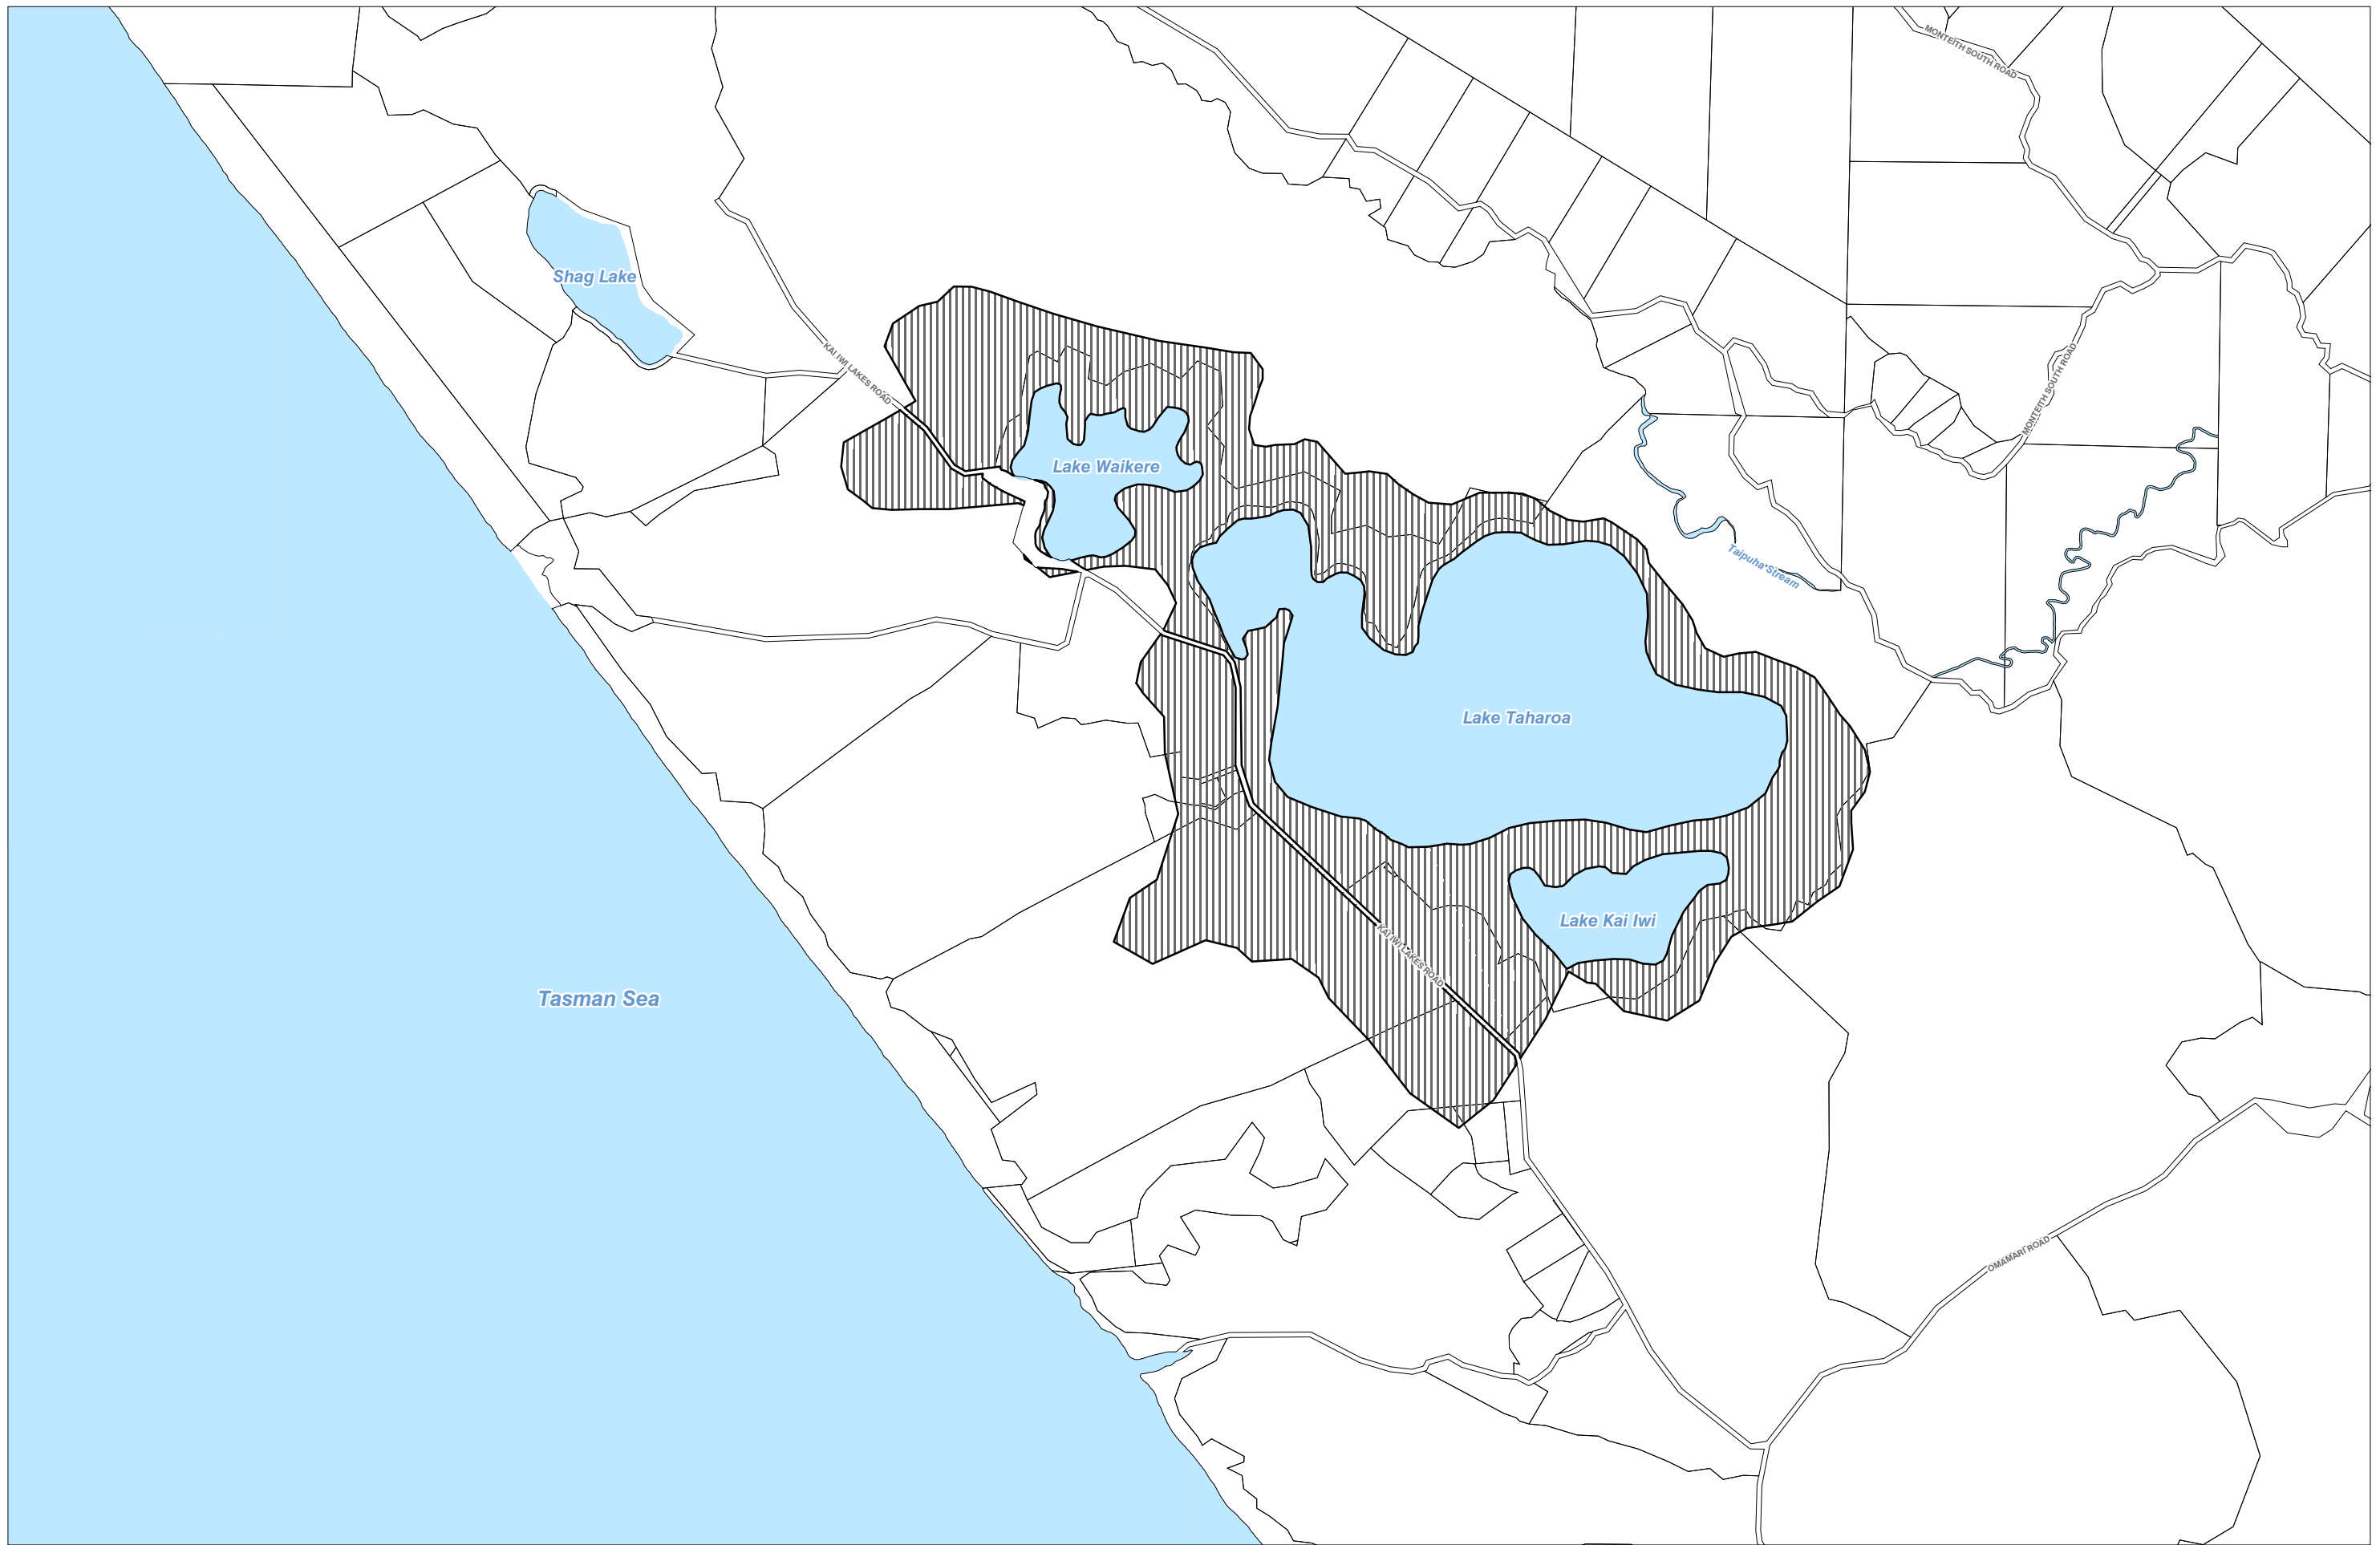 MONTEITH SOUTH ROAD
Shag Lake
KAI IWI LAKES ROAD
MONTEITH SOUTH ROAD
Lake Waikere
Taipuha Stream
Lake Taharoa
Lake Kai Iwi
KAI IWI LAKES ROAD
Tasman Sea
OMAMARI ROAD